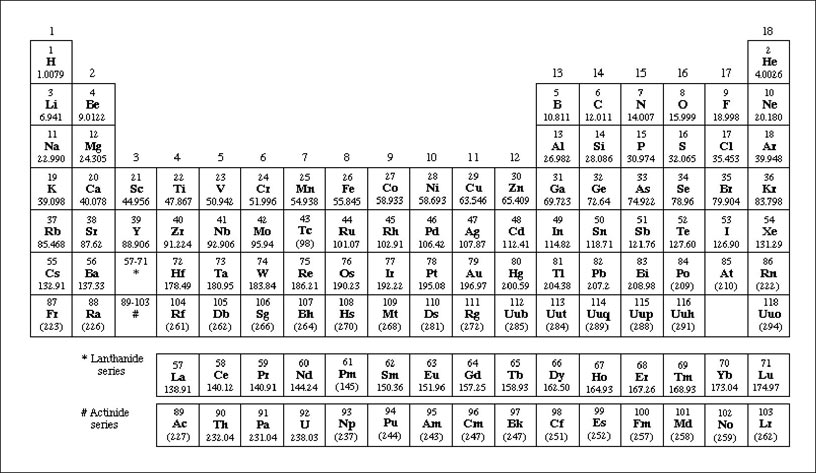 1 18
1 2
H He
1.0079 2 13 14 15 16 17 4.0026
3 4 5 6 7 8 9 10
Li Be B C N O F Ne
6.941 9.0122 10.811 12.011 14.007 15.999 18.998 20.180
11 12 13 14 15 16 17 18
Na Mg Al Si P S Cl Ar
22.990 24.305 3 4 5 6 7 8 9 10 11 12 26.982 28.086 30.974 32.065 35.453 39.948
19 20 21 22 23 24 25 26 27 28 29 30 31 32 33 34 35 36
K Ca Sc Ti V Cr Mn Fe Co Ni Cu Zn Ga Ge As Se Br Kr
39.098 40.078 44.956 47.867 50.942 51.996 54.938 55.845 58.933 58.693 63.546 65.409 69.723 72.64 74.922 78.96 79.904 83.798
37 38 39 40 41 42 43 44 45 46 47 48 49 50 51 52 53 54
Rb Sr Y Zr Nb Mo Tc Ru Rh Pd Ag Cd In Sn Sb Te I Xe
85.468 87.62 88.906 91.224 92.906 95.94 (98) 101.07 102.91 106.42 107.87 112.41 114.82 118.71 121.76 127.60 126.90 131.29
55 56 57-71 72 73 74 75 76 77 78 79 80 81 82 83 84 85 86
Cs Ba * Hf Ta W Re Os Ir Pt Au Hg Tl Pb Bi Po At Rn
132.91 137.33 178.49 180.95 183.84 186.21 190.23 192.22 195.08 196.97 200.59 204.38 207.2 208.98 (209) (210) (222)
87 88 89-103 104 105 106 107 108 109 110 111 112 113 114 115 116 118
Fr Ra # Rf Db Sg Bh Hs Mt Ds Rg Uub Uut Uuq Uup Uuh Uuo
(223) (226) (261) (262) (266) (264) (270) (268) (281) (272) (285) (284) (289) (288) (291) (294)
* Lanthanide
series
57 58 59 60 61 62 63 64 65 66 67 68 69 70 71
La Ce Pr Nd Pm Sm Eu Gd Tb Dy Ho Er Tm Yb Lu
138.91 140.12 140.91 144.24 (145) 150.36 151.96 157.25 158.93 162.50 164.93 167.26 168.93 173.04 174.97
# Actinide
series
89 90 91 92 93 94 95 96 97 98 99 100 101 102 103
Ac Th Pa U Np Pu Am Cm Bk Cf Es Fm Md No Lr
(227) 232.04 231.04 238.03 (237) (244) (243) (247) (247) (251) (252) (257) (258) (259) (262)